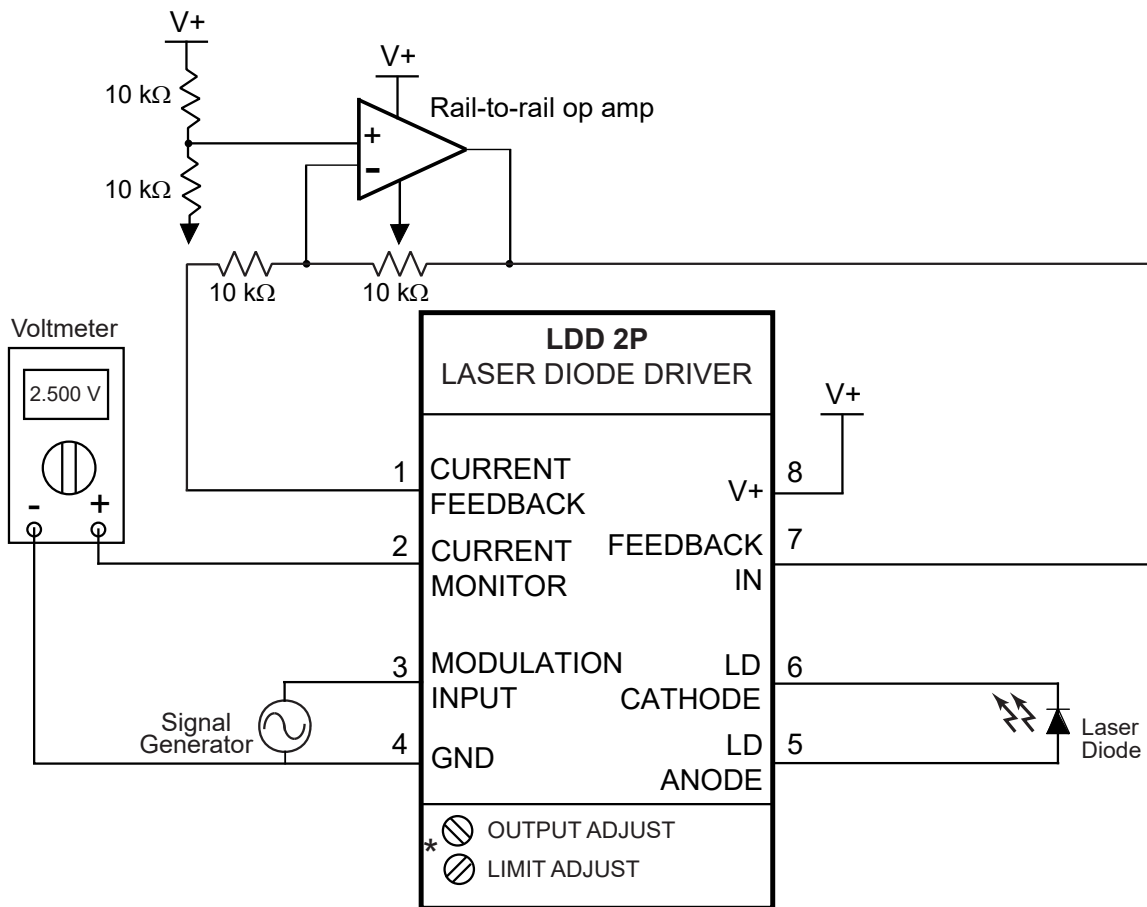 V+
10 kΩ
10 kΩ
V+
Rail-to-rail op amp
+
-
10 kΩ
10 kΩ
Voltmeter
2.500 V
-
+
LDD 2P
LASER DIODE DRIVER
V+
1
CURRENT
FEEDBACK
8
V+
2
CURRENT
MONITOR
7
FEEDBACK
IN
3
MODULATION
INPUT
6
LD
CATHODE
Signal
Generator
4
GND
5
LD
ANODE
Laser
Diode
*
OUTPUT ADJUST
LIMIT ADJUST